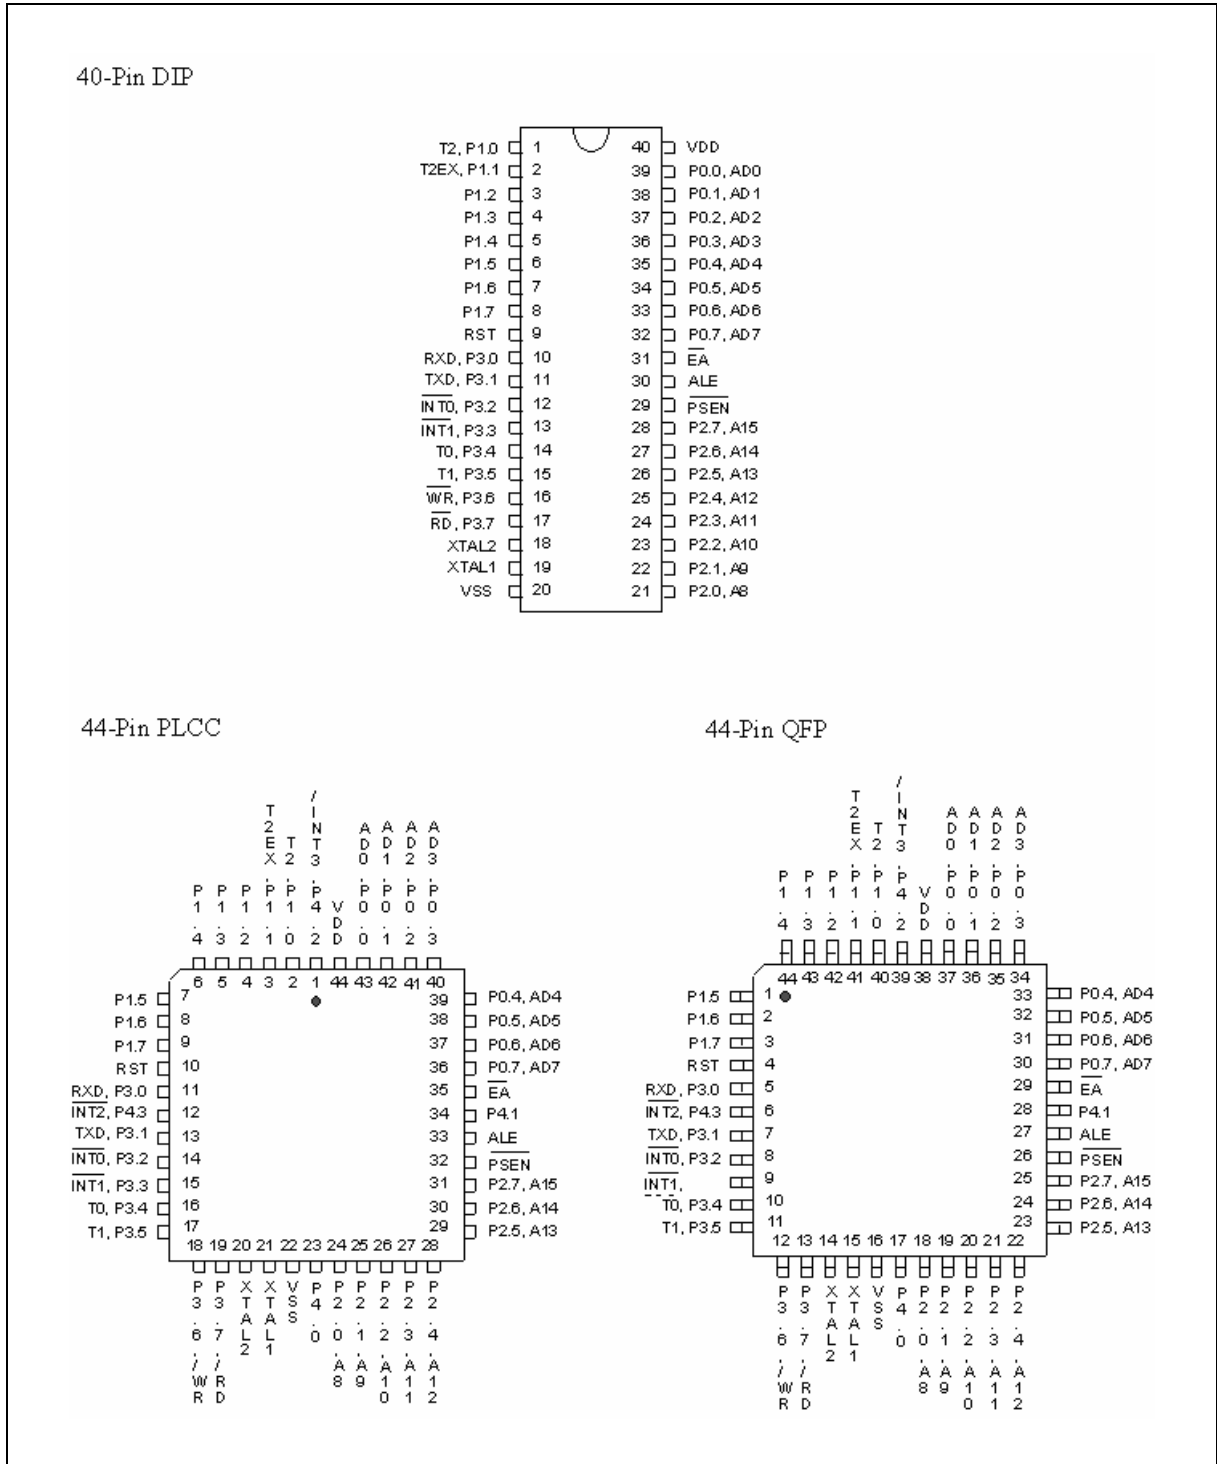 40-Pin DIP
T2, P1.0 1 40 VDD
T2EX, P1.1 2 39 P0.0, AD0
P1.2 3 38 P0.1, AD1
P1.3 4 37 P0.2, AD2
P1.4 5 36 P0.3, AD3
P1.5 6 35 P0.4, AD4
P1.6 7 34 P0.5, AD5
P1.7 8 33 P0.6, AD6
RST 9 32 P0.7, AD7
RXD, P3.0 10 31 EA
TXD, P3.1 11 30 ALE
INT0, P3.2 12 29 PSEN
INT1, P3.3 13 28 P2.7, A15
T0, P3.4 14 27 P2.6, A14
T1, P3.5 15 26 P2.5, A13
WR, P3.6 16 25 P2.4, A12
RD, P3.7 17 24 P2.3, A11
XTAL2 18 23 P2.2, A10
XTAL1 19 22 P2.1, A9
VSS 20 21 P2.0, A8
44-Pin PLCC
P1.4
P1.3
P1.2
T2EX, P1.1
T2, P1.0
/INT3, P4.2
VDD
AD0, P0.0
AD1, P0.1
AD2, P0.2
AD3, P0.3
6 5 4 3 2 1 44 43 42 41 40
P1.5 7 39 P0.4, AD4
P1.6 8 38 P0.5, AD5
P1.7 9 37 P0.6, AD6
RST 10 36 P0.7, AD7
RXD, P3.0 11 35 EA
INT2, P4.3 12 34 P4.1
TXD, P3.1 13 33 ALE
INT0, P3.2 14 32 PSEN
INT1, P3.3 15 31 P2.7, A15
T0, P3.4 16 30 P2.6, A14
T1, P3.5 17 29 P2.5, A13
18 19 20 21 22 23 24 25 26 27 28
P3.6, /WR
P3.7, /RD
XTAL2
XTAL1
VSS
P4.0
P2.0, A8
P2.1, A9
P2.2, A10
P2.3, A11
P2.4, A12
44-Pin QFP
P1.4
P1.3
P1.2
T2EX, P1.1
T2, P1.0
/INT3, P4.2
VDD
AD0, P0.0
AD1, P0.1
AD2, P0.2
AD3, P0.3
44 43 42 41 40 39 38 37 36 35 34
P1.5 1 33 P0.4, AD4
P1.6 2 32 P0.5, AD5
P1.7 3 31 P0.6, AD6
RST 4 30 P0.7, AD7
RXD, P3.0 5 29 EA
INT2, P4.3 6 28 P4.1
TXD, P3.1 7 27 ALE
INT0, P3.2 8 26 PSEN
INT1, 9 25 P2.7, A15
T0, P3.4 10 24 P2.6, A14
T1, P3.5 11 23 P2.5, A13
12 13 14 15 16 17 18 19 20 21 22
P3.6, /WR
P3.7, /RD
XTAL2
XTAL1
VSS
P4.0
P2.0, A8
P2.1, A9
P2.2, A10
P2.3, A11
P2.4, A12